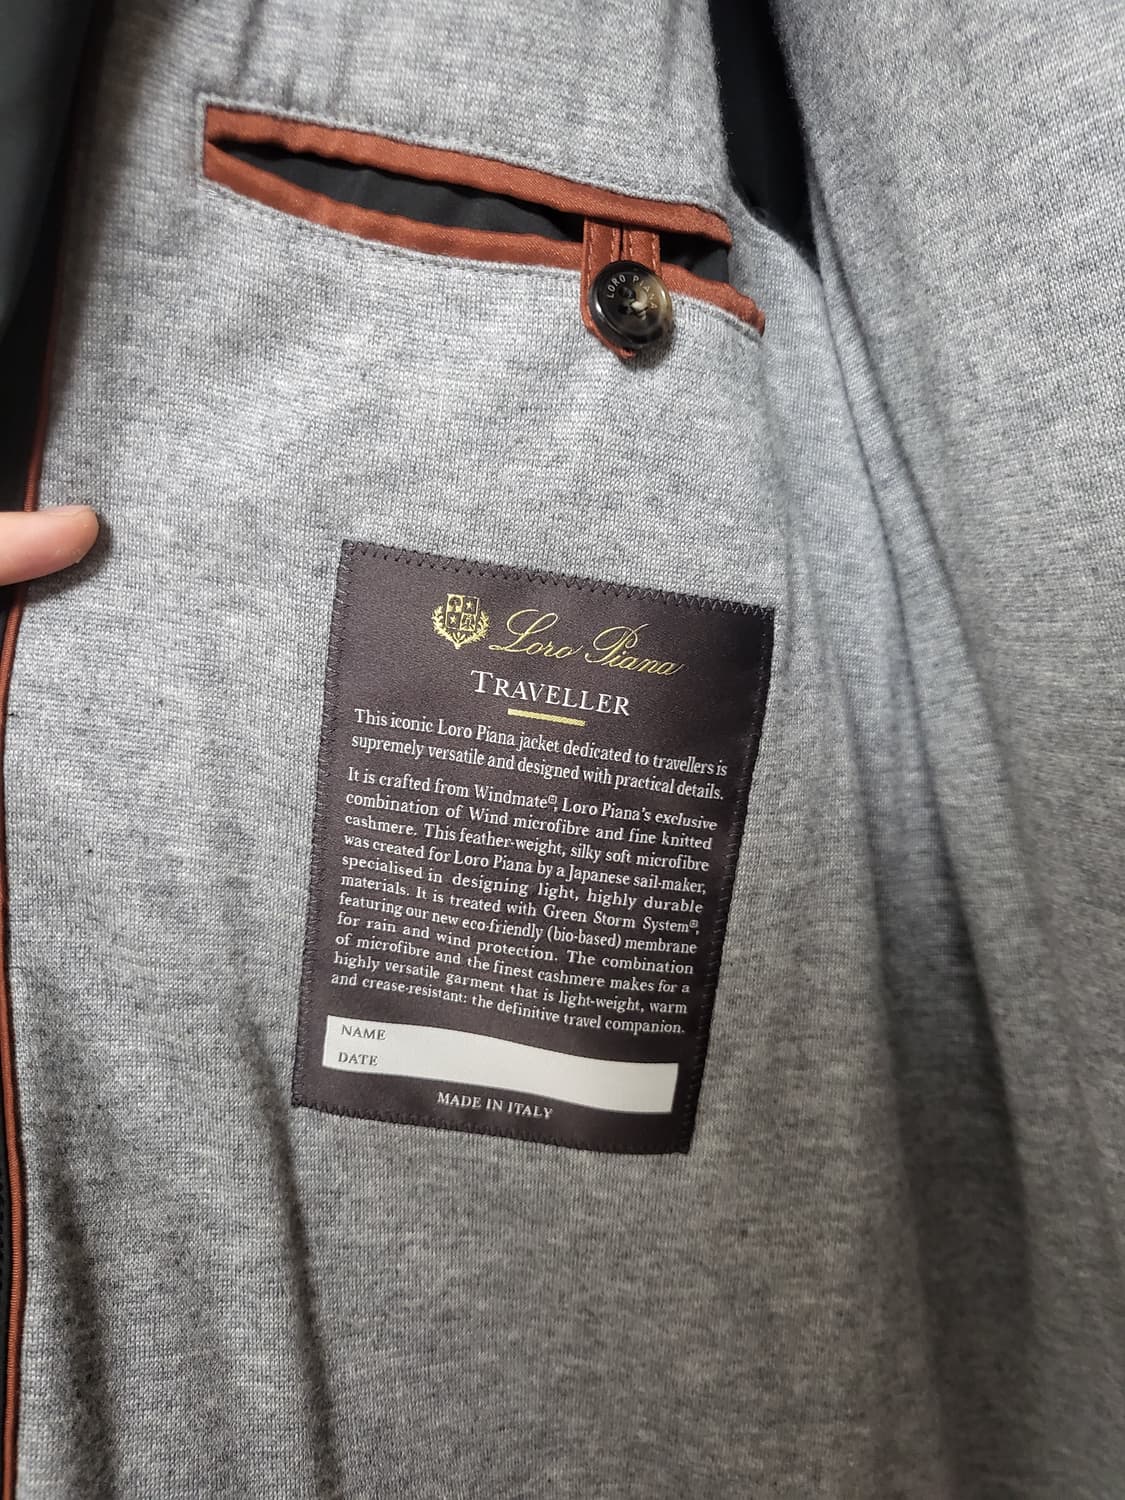 LORO PIANA
Loro Piana
TRAVELLER
This iconic Loro Piana jacket dedicated to travellers is
supremely versatile and designed with practical details.
It is crafted from Windmate®, Loro Piana's exclusive
combination of Wind microfibre and fine knitted
cashmere. This feather-weight, silky soft microfibre
was created for Loro Piana by a Japanese sail-maker,
specialised in designing light, highly durable
materials. It is treated with Green Storm System®,
featuring our new eco-friendly (bio-based) membrane
for rain and wind protection. The combination
of microfibre and the finest cashmere makes for a
highly versatile garment that is light-weight, warm
and crease-resistant: the definitive travel companion.
NAME
DATE
MADE IN ITALY